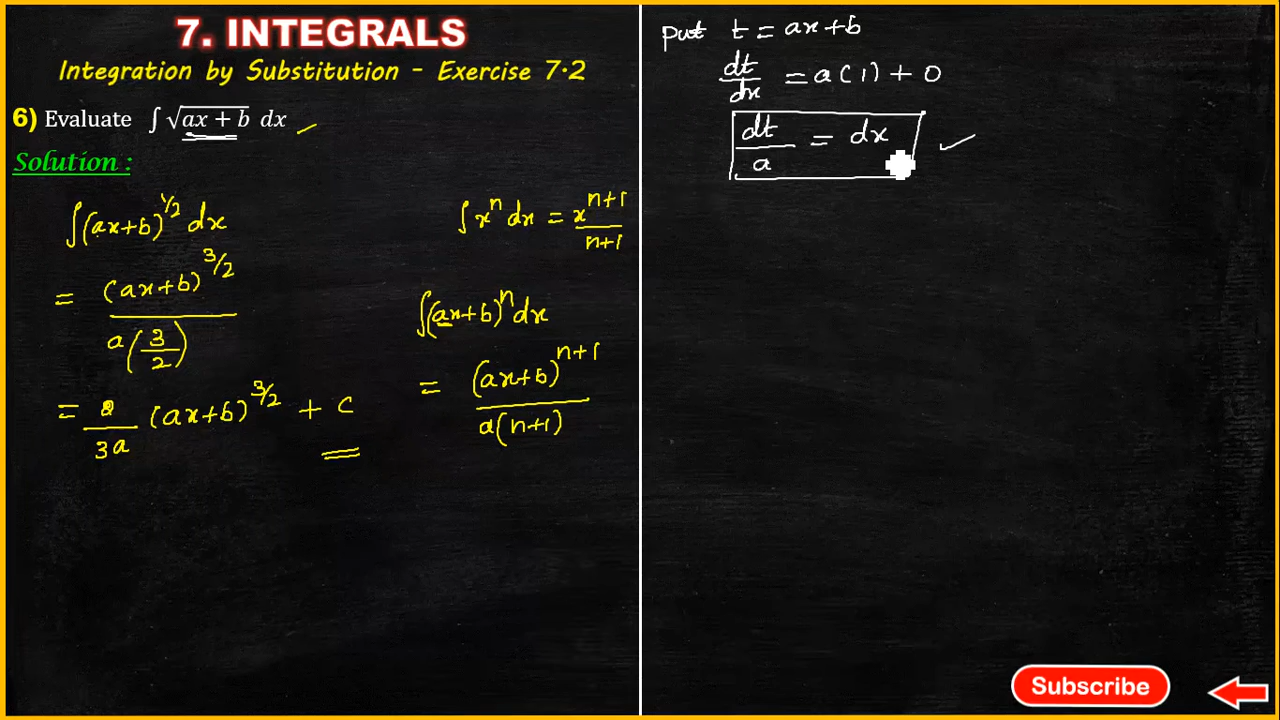 7. INTEGRALS
Integration by Substitution - Exercise 7.2
6) Evaluate ∫ √(ax + b) dx
Solution :
∫(ax+b)^1/2 dx
= (ax+b)^3/2 / a(3/2)
= 2/3a (ax+b)^3/2 + c
∫x^n dx = x^n+1 / n+1
∫(ax+b)^n dx
= (ax+b)^n+1 / a(n+1)
put t = ax+b
dt/dx = a(1) + 0
dt/a = dx
Subscribe